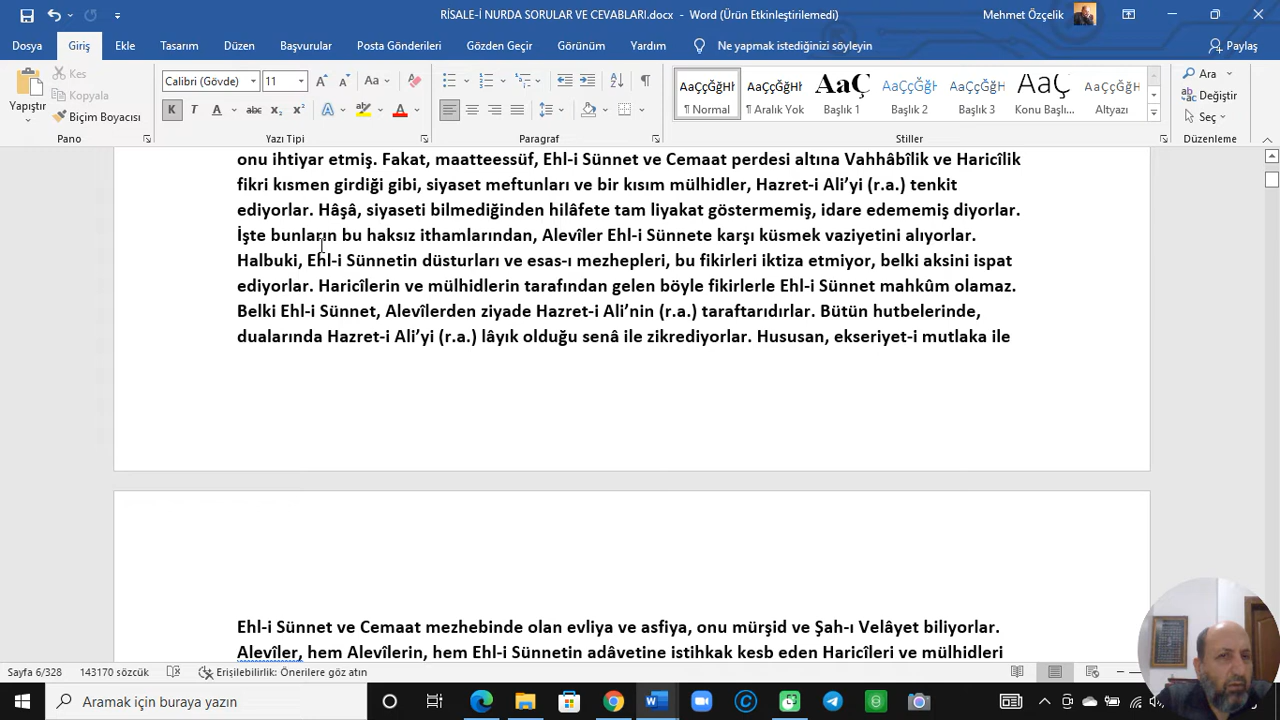 RİSALE-İ NURDA SORULAR VE CEVABLARI.docx - Word (Ürün Etkinleştirilemedi)
Mehmet Özçelik
Dosya Giriş Ekle Tasarım Düzen Başvurular Posta Gönderileri Gözden Geçir Görünüm Yardım Ne yapmak istediğinizi söyleyin Paylaş
Yapıştır
Kes
Kopyala
Biçim Boyacısı
Calibri (Gövde) 11
AaÇçĞğHł AaÇçĞğHł AaÇ AaÇçĞğł AaÇçĞğH AaÇçĞğH AaÇçĞğHł
¶ Normal ¶ Aralık Yok Başlık 1 Başlık 2 Başlık 3 Konu Başlı... Altyazı
Ara
Değiştir
Seç
Pano Yazı Tipi Paragraf Stiller Düzenleme
onu ihtiyar etmiş. Fakat, maatteessüf, Ehl-i Sünnet ve Cemaat perdesi altına Vahhâbîlik ve Haricîlik
fikri kısmen girdiği gibi, siyaset meftunları ve bir kısım mülhidler, Hazret-i Ali’yi (r.a.) tenkit
ediyorlar. Hâşâ, siyaseti bilmediğinden hilâfete tam liyakat göstermemiş, idare edememiş diyorlar.
İşte bunların bu haksız ithamlarından, Alevîler Ehl-i Sünnete karşı küsmek vaziyetini alıyorlar.
Halbuki, Ehl-i Sünnetin düsturları ve esas-ı mezhepleri, bu fikirleri iktiza etmiyor, belki aksini ispat
ediyorlar. Haricîlerin ve mülhidlerin tarafından gelen böyle fikirlerle Ehl-i Sünnet mahkûm olamaz.
Belki Ehl-i Sünnet, Alevîlerden ziyade Hazret-i Ali’nin (r.a.) taraftarıdırlar. Bütün hutbelerinde,
dualarında Hazret-i Ali’yi (r.a.) lâyık olduğu senâ ile zikrediyorlar. Hususan, ekseriyet-i mutlaka ile
Ehl-i Sünnet ve Cemaat mezhebinde olan evliya ve asfiya, onu mürşid ve Şah-ı Velâyet biliyorlar.
Alevîler, hem Alevîlerin, hem Ehl-i Sünnetin adâvetine istihkak kesb eden Haricîleri ve mülhidleri
Sayfa 6/328 143170 sözcük Erişilebilirlik: Önerilere göz atın
Aramak için buraya yazın